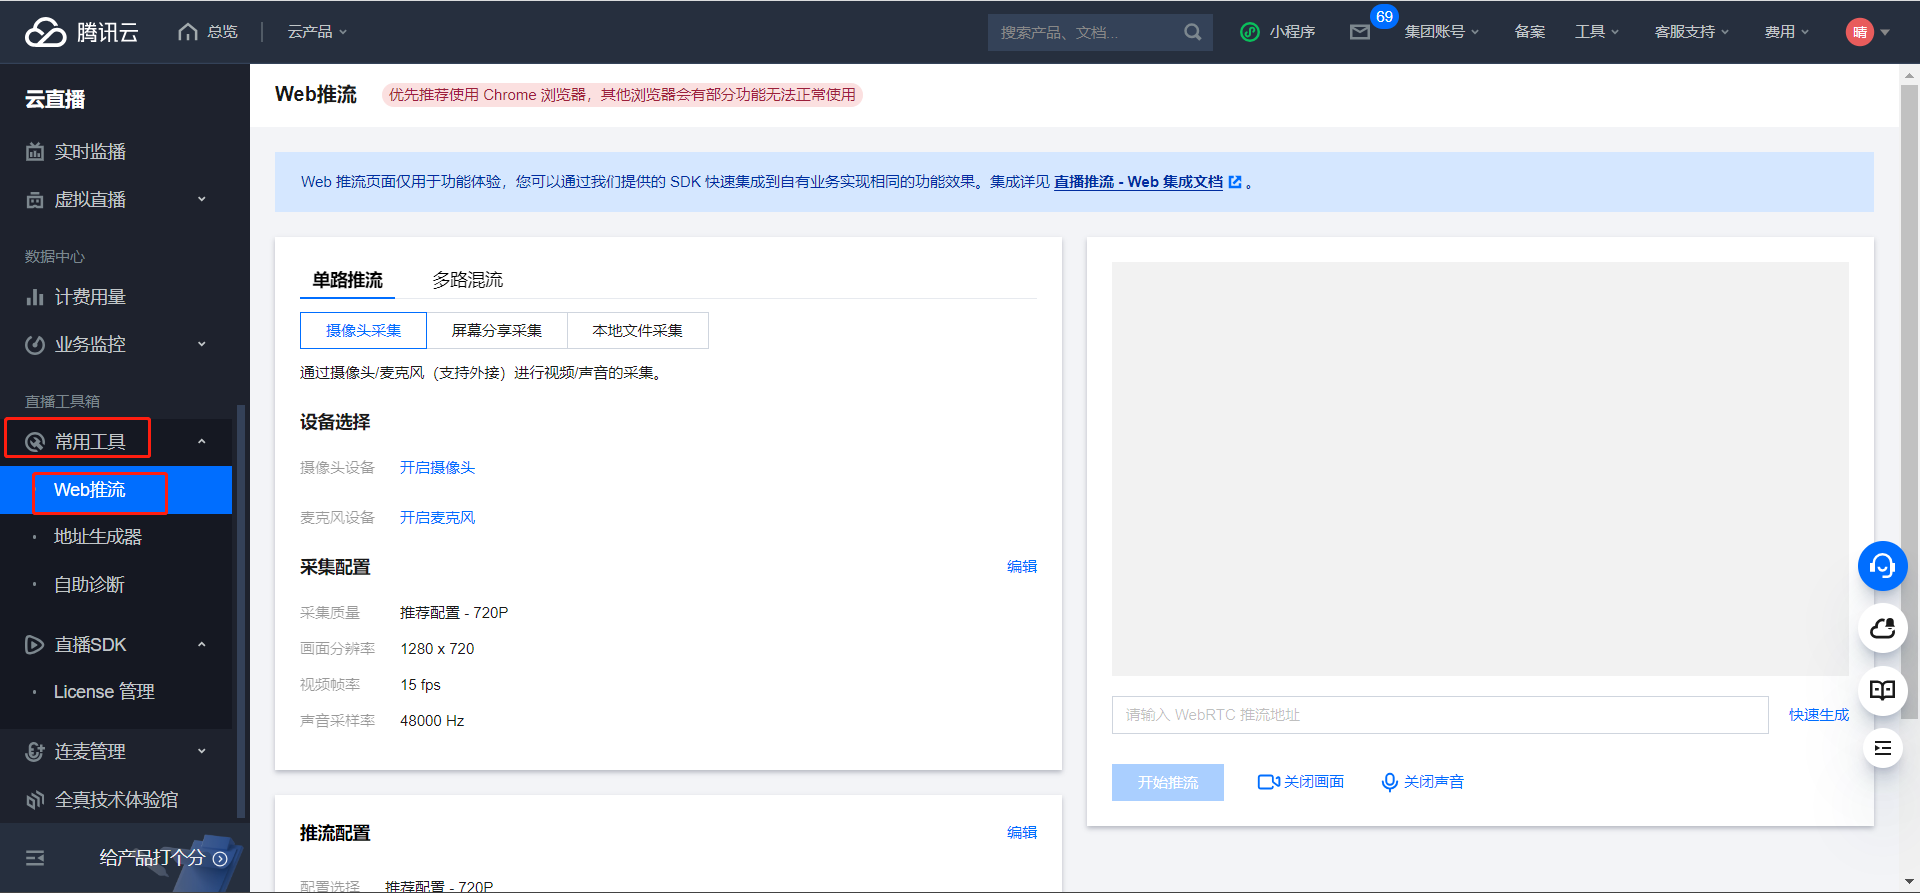 腾讯云
总览
云产品
搜索产品、文档...
小程序
69
集团账号
备案
工具
客服支持
费用
晴
云直播
实时监播
虚拟直播
数据中心
计费用量
业务监控
直播工具箱
常用工具
Web推流
地址生成器
自助诊断
直播SDK
License 管理
连麦管理
全真技术体验馆
给产品打个分
Web推流
优先推荐使用 Chrome 浏览器，其他浏览器会有部分功能无法正常使用
Web 推流页面仅用于功能体验，您可以通过我们提供的 SDK 快速集成到自有业务实现相同的功能效果。集成详见 直播推流 - Web 集成文档 。
单路推流
多路混流
摄像头采集
屏幕分享采集
本地文件采集
通过摄像头/麦克风（支持外接）进行视频/声音的采集。
设备选择
摄像头设备
开启摄像头
麦克风设备
开启麦克风
采集配置
编辑
采集质量
推荐配置 - 720P
画面分辨率
1280 x 720
视频帧率
15 fps
声音采样率
48000 Hz
推流配置
编辑
配置选择
推荐配置 - 720P
请输入 WebRTC 推流地址
快速生成
开始推流
关闭画面
关闭声音